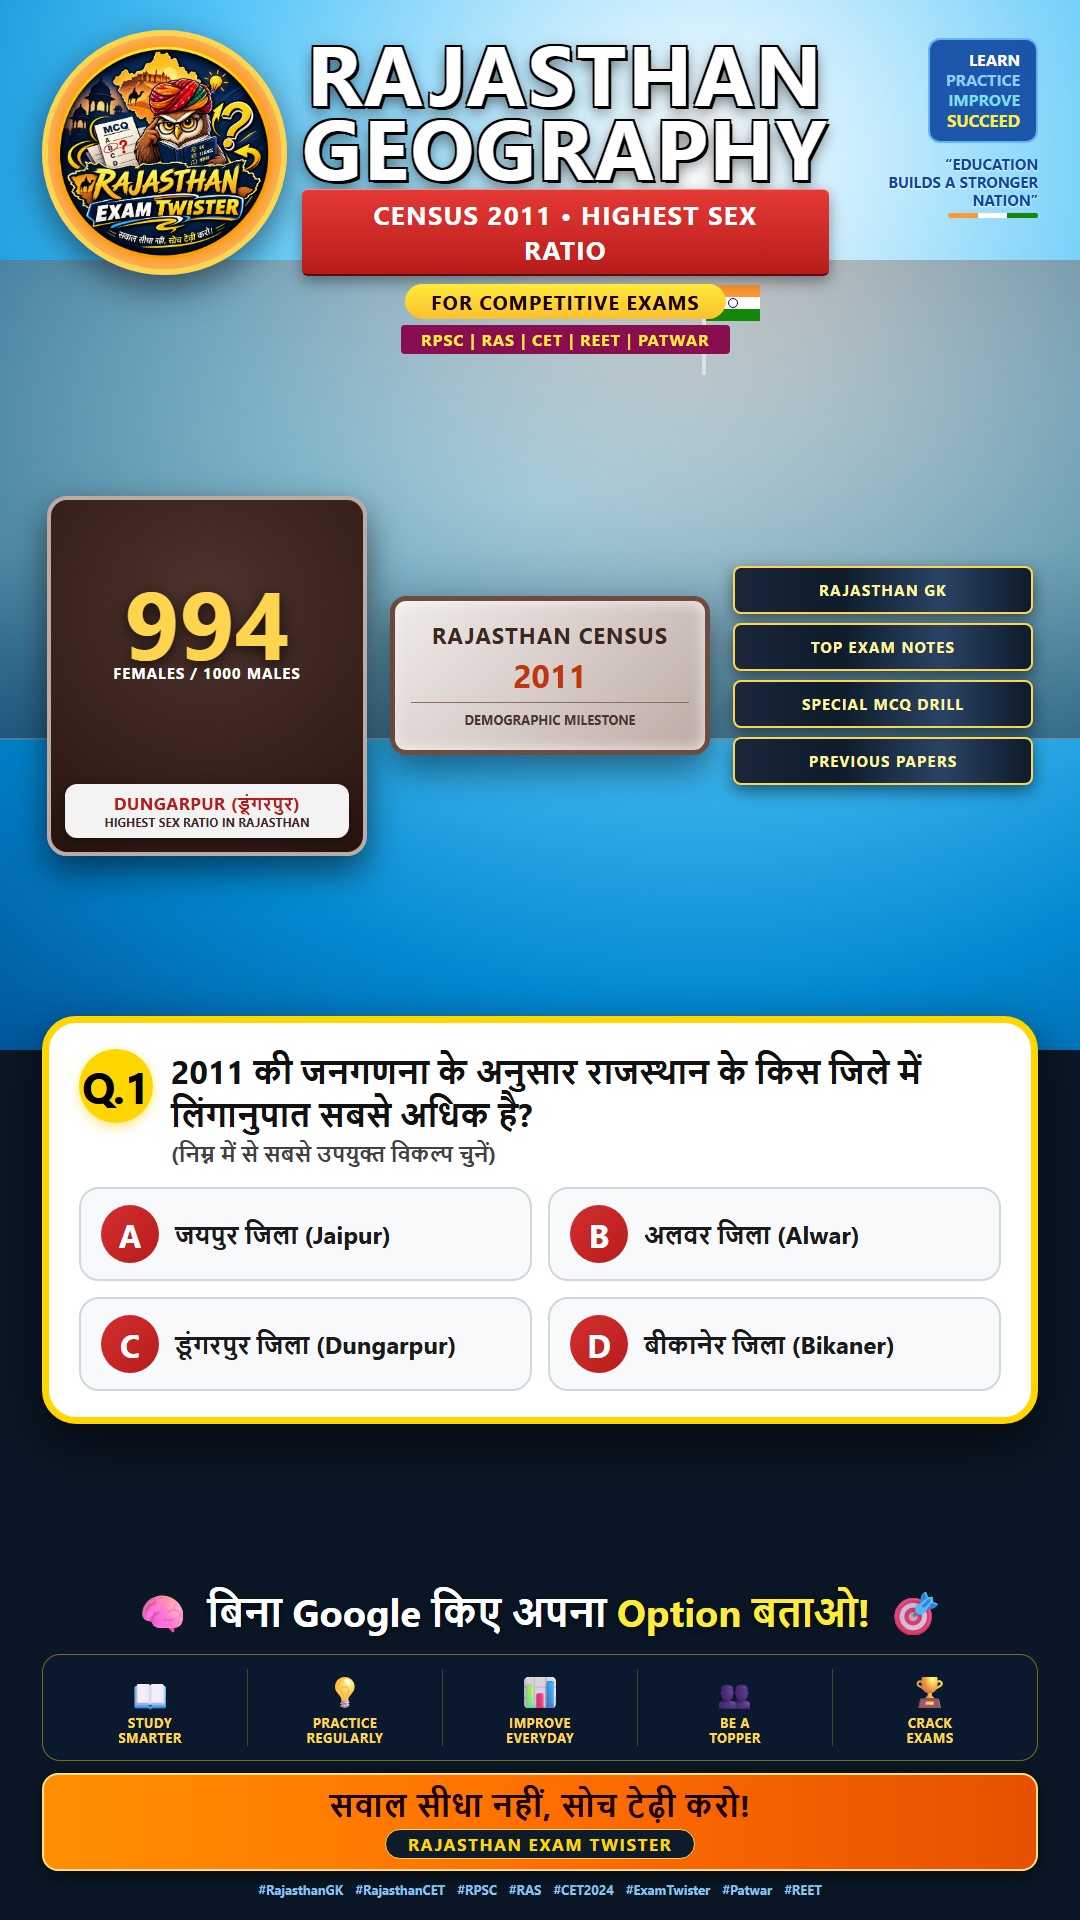 MCQ
RAJASTHAN
EXAM TWISTER
सवाल सीधा नहीं, सोच टेढ़ी करो!
RAJASTHAN
GEOGRAPHY
CENSUS 2011 • HIGHEST SEX
RATIO
FOR COMPETITIVE EXAMS
RPSC | RAS | CET | REET | PATWAR
LEARN
PRACTICE
IMPROVE
SUCCEED
“EDUCATION
BUILDS A STRONGER
NATION”
994
FEMALES / 1000 MALES
DUNGARPUR (डूंगरपुर)
HIGHEST SEX RATIO IN RAJASTHAN
RAJASTHAN CENSUS
2011
DEMOGRAPHIC MILESTONE
RAJASTHAN GK
TOP EXAM NOTES
SPECIAL MCQ DRILL
PREVIOUS PAPERS
Q.1 2011 की जनगणना के अनुसार राजस्थान के किस जिले में
लिंगानुपात सबसे अधिक है?
(निम्न में से सबसे उपयुक्त विकल्प चुनें)
A जयपुर जिला (Jaipur)
B अलवर जिला (Alwar)
C डूंगरपुर जिला (Dungarpur)
D बीकानेर जिला (Bikaner)
बिना Google किए अपना Option बताओ!
STUDY
SMARTER
PRACTICE
REGULARLY
IMPROVE
EVERYDAY
BE A
TOPPER
CRACK
EXAMS
सवाल सीधा नहीं, सोच टेढ़ी करो!
RAJASTHAN EXAM TWISTER
#RajasthanGK #RajasthanCET #RPSC #RAS #CET2024 #ExamTwister #Patwar #REET